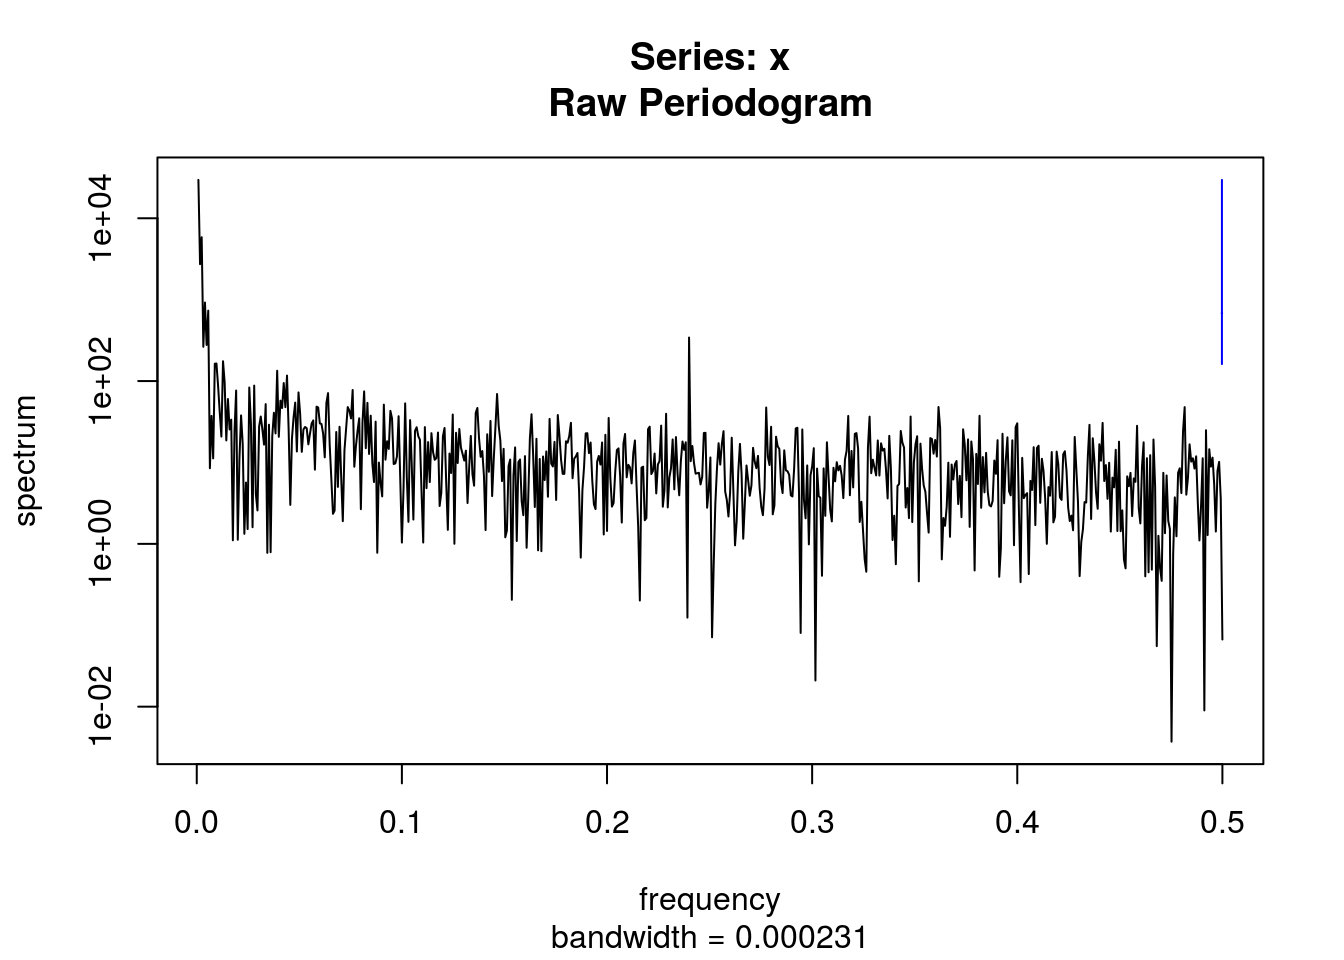 Series: x
Raw Periodogram
spectrum
1e+04
1e+02
1e+00
1e-02
0.0 0.1 0.2 0.3 0.4 0.5
frequency
bandwidth = 0.000231